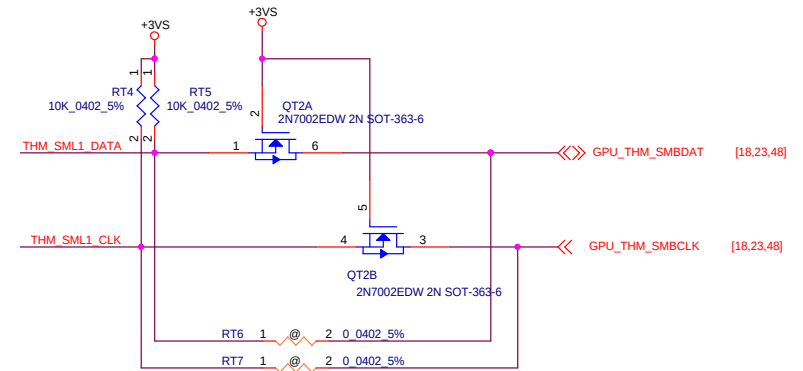 +3VS
+3VS
1 1
RT4 RT5
10K_0402_5% 10K_0402_5%
2
QT2A
2N7002EDW 2N SOT-363-6
2 2
THM_SML1_DATA 1 6 GPU_THM_SMBDAT [18,23,48]
5
THM_SML1_CLK 4 3 GPU_THM_SMBCLK [18,23,48]
QT2B
2N7002EDW 2N SOT-363-6
RT6 1 @ 2 0_0402_5%
RT7 1 @ 2 0_0402_5%